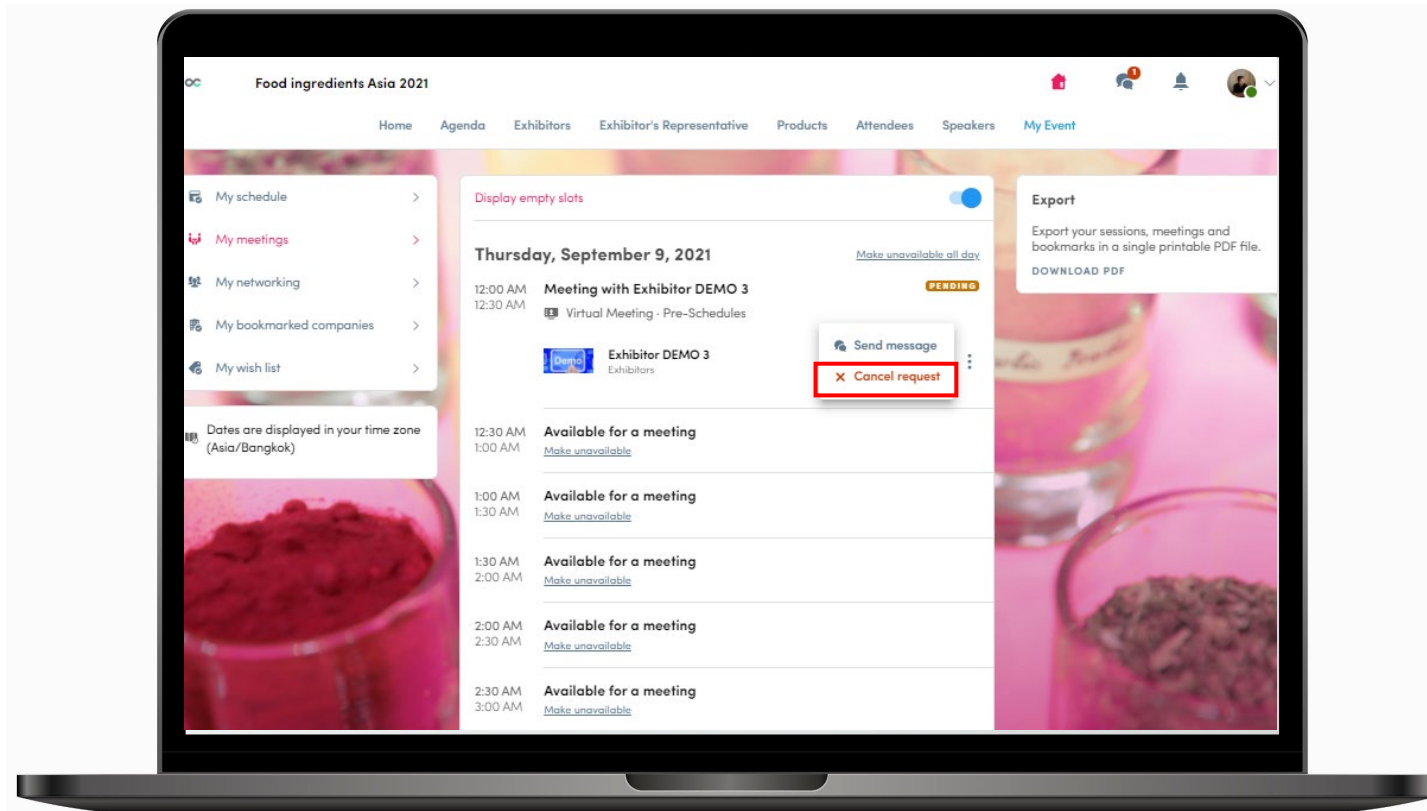 Food ingredients Asia 2021
1
Home Agenda Exhibitors Exhibitor's Representative Products Attendees Speakers My Event
My schedule
My meetings
My networking
My bookmarked companies
My wish list
Dates are displayed in your time zone
(Asia/Bangkok)
Display empty slots
Thursday, September 9, 2021 Make unavailable all day
12:00 AM Meeting with Exhibitor DEMO 3 PENDING
12:30 AM Virtual Meeting · Pre-Schedules
Demo Exhibitor DEMO 3
Exhibitors
Send message
Cancel request
12:30 AM Available for a meeting
1:00 AM Make unavailable
1:00 AM Available for a meeting
1:30 AM Make unavailable
1:30 AM Available for a meeting
2:00 AM Make unavailable
2:00 AM Available for a meeting
2:30 AM Make unavailable
2:30 AM Available for a meeting
3:00 AM Make unavailable
Export
Export your sessions, meetings and
bookmarks in a single printable PDF file.
DOWNLOAD PDF